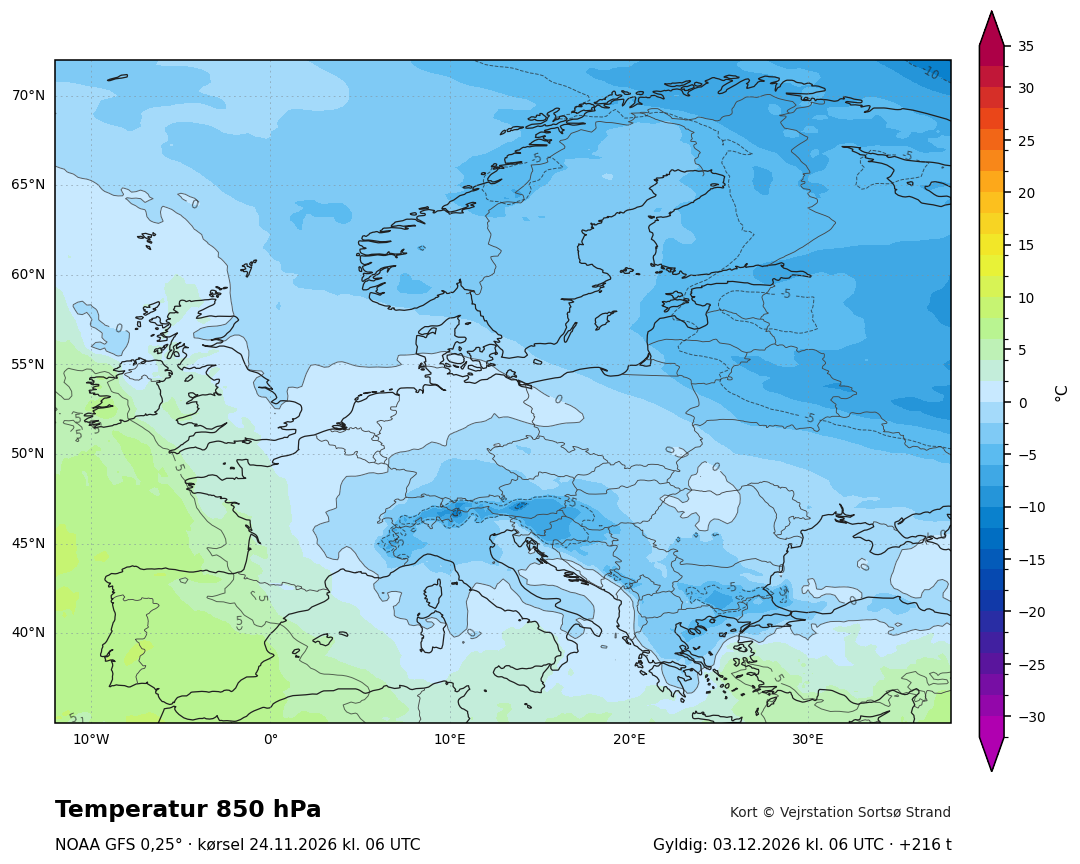 35
30
25
20
15
10
5
0
−5
−10
−15
−20
−25
−30
°C
70°N
65°N
60°N
55°N
50°N
45°N
40°N
10°W
0°
10°E
20°E
30°E
Temperatur 850 hPa
Kort © Vejrstation Sortsø Strand
NOAA GFS 0,25° · kørsel 24.11.2026 kl. 06 UTC
Gyldig: 03.12.2026 kl. 06 UTC · +216 t